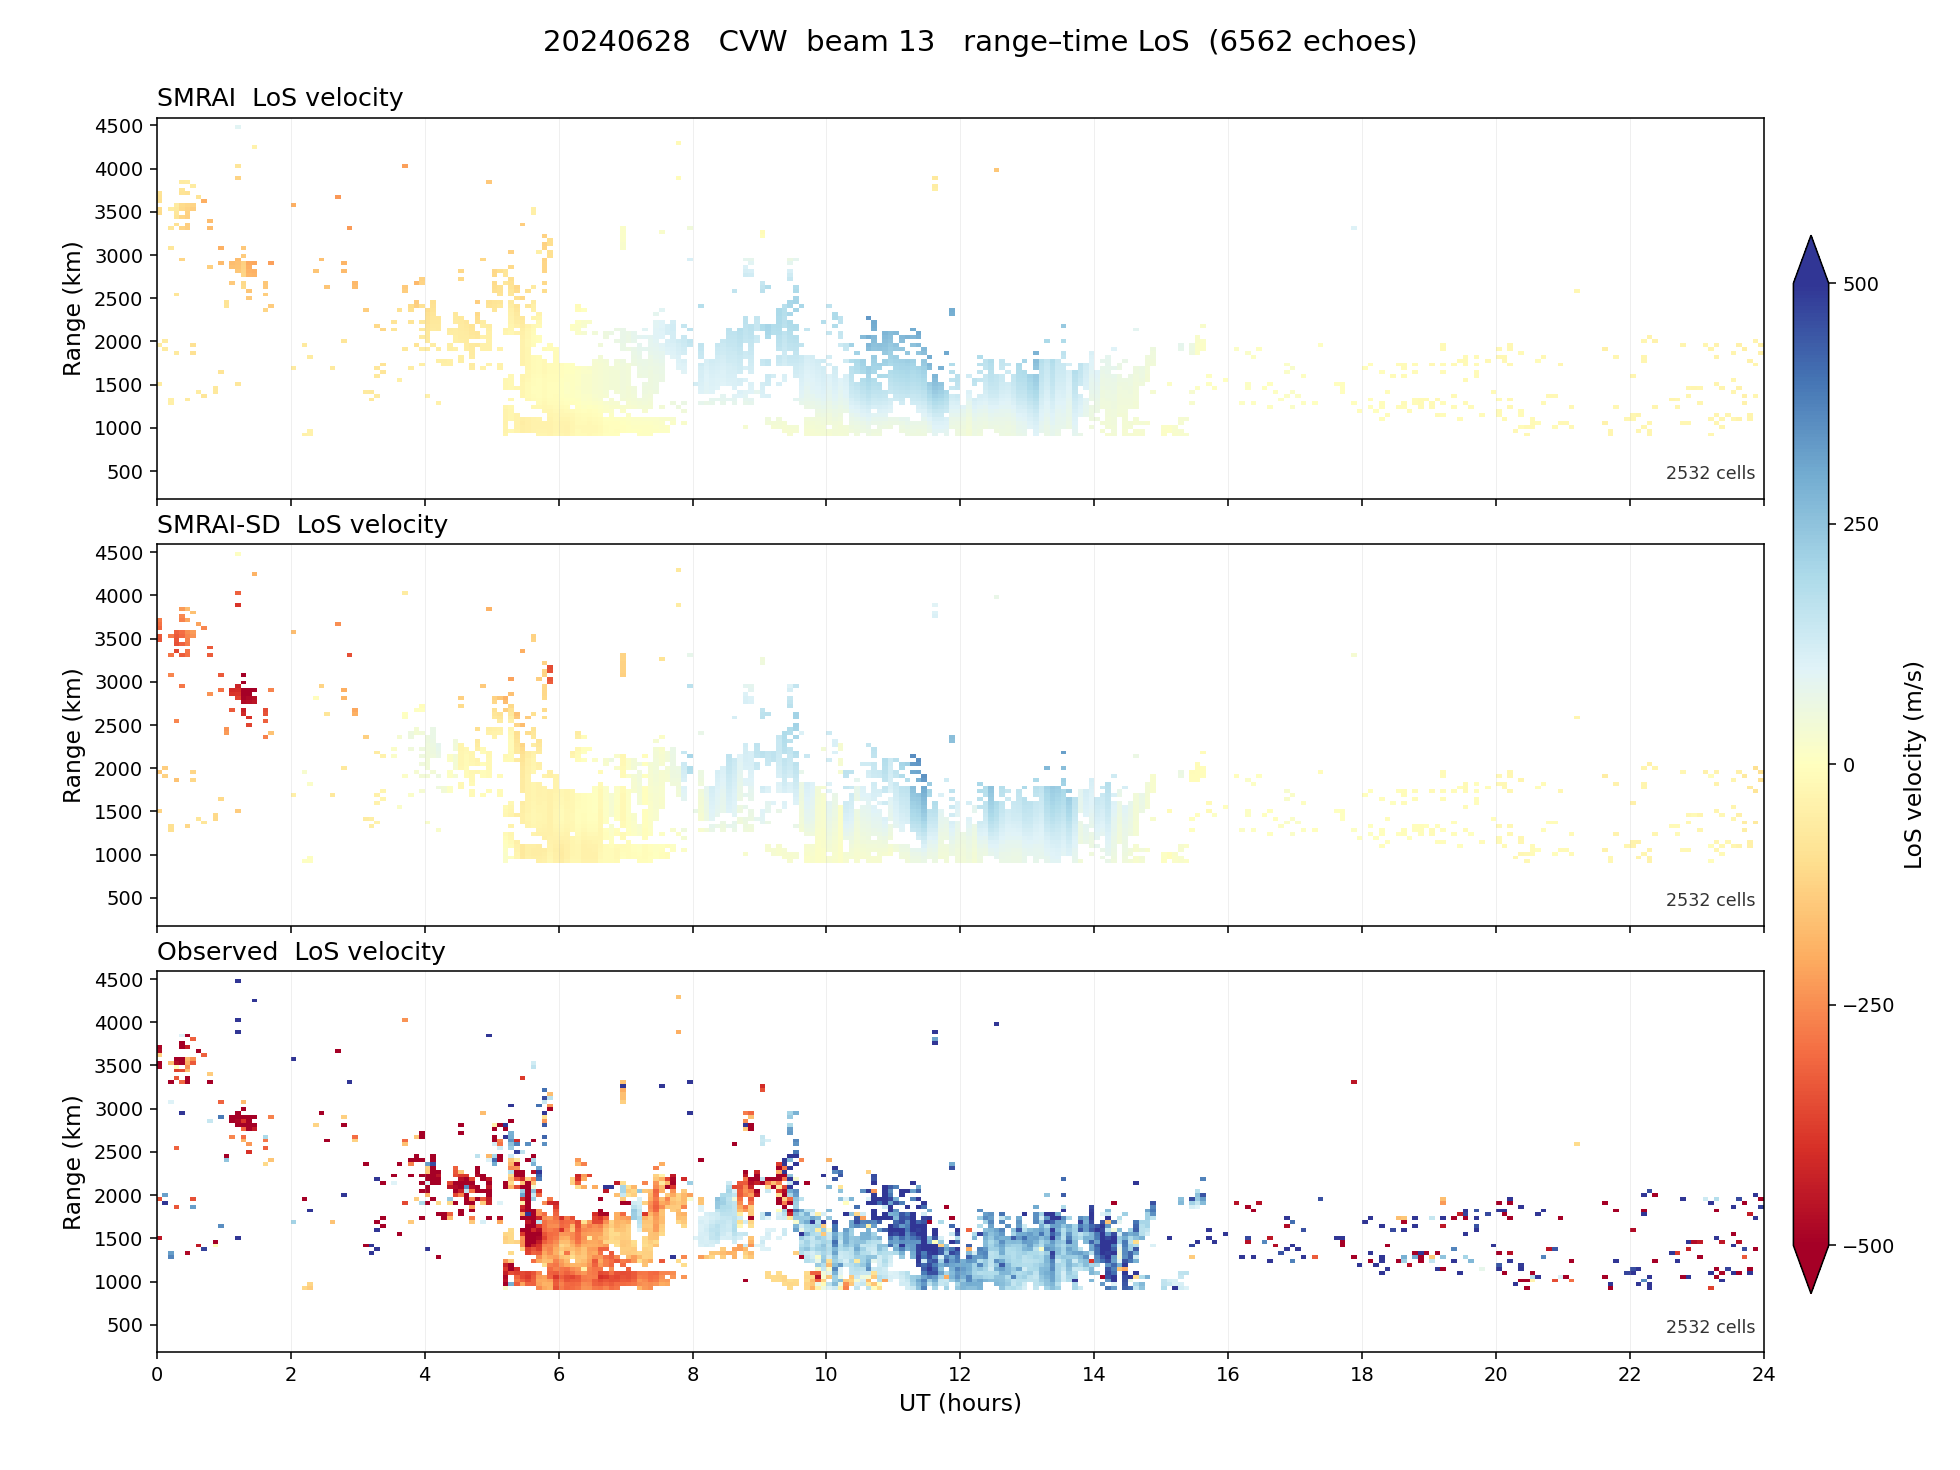 20240628   CVW  beam 13   range–time LoS  (6562 echoes)
SMRAI  LoS velocity
4500
4000
3500
3000
2500
2000
1500
1000
500
Range (km)
2532 cells
SMRAI-SD  LoS velocity
4500
4000
3500
3000
2500
2000
1500
1000
500
Range (km)
2532 cells
Observed  LoS velocity
4500
4000
3500
3000
2500
2000
1500
1000
500
Range (km)
2532 cells
0 2 4 6 8 10 12 14 16 18 20 22 24
UT (hours)
500
250
0
−250
−500
LoS velocity (m/s)